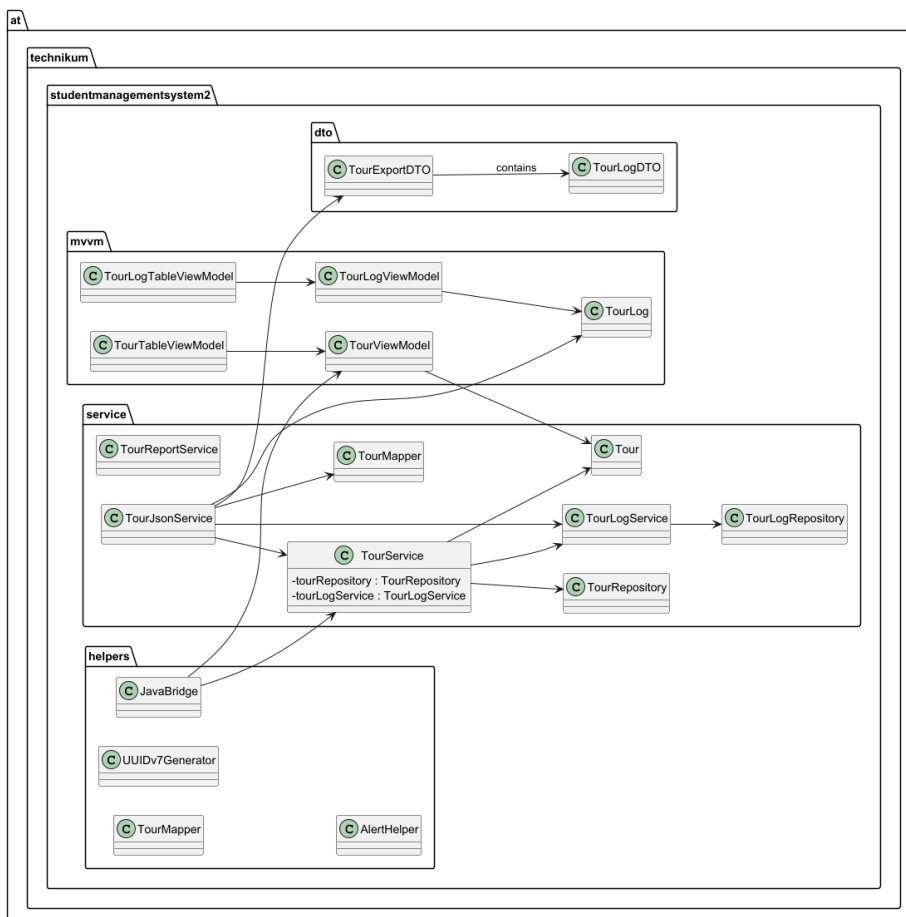 at
technikum
studentmanagementsystem2
dto
C TourExportDTO
contains
C TourLogDTO
mvvm
C TourLogTableViewModel
C TourLogViewModel
C TourLog
C TourTableViewModel
C TourViewModel
service
C TourReportService
C TourMapper
C Tour
C TourJsonService
C TourLogService
C TourLogRepository
C TourService
-tourRepository : TourRepository
-tourLogService : TourLogService
C TourRepository
helpers
C JavaBridge
C UUIDv7Generator
C TourMapper
C AlertHelper